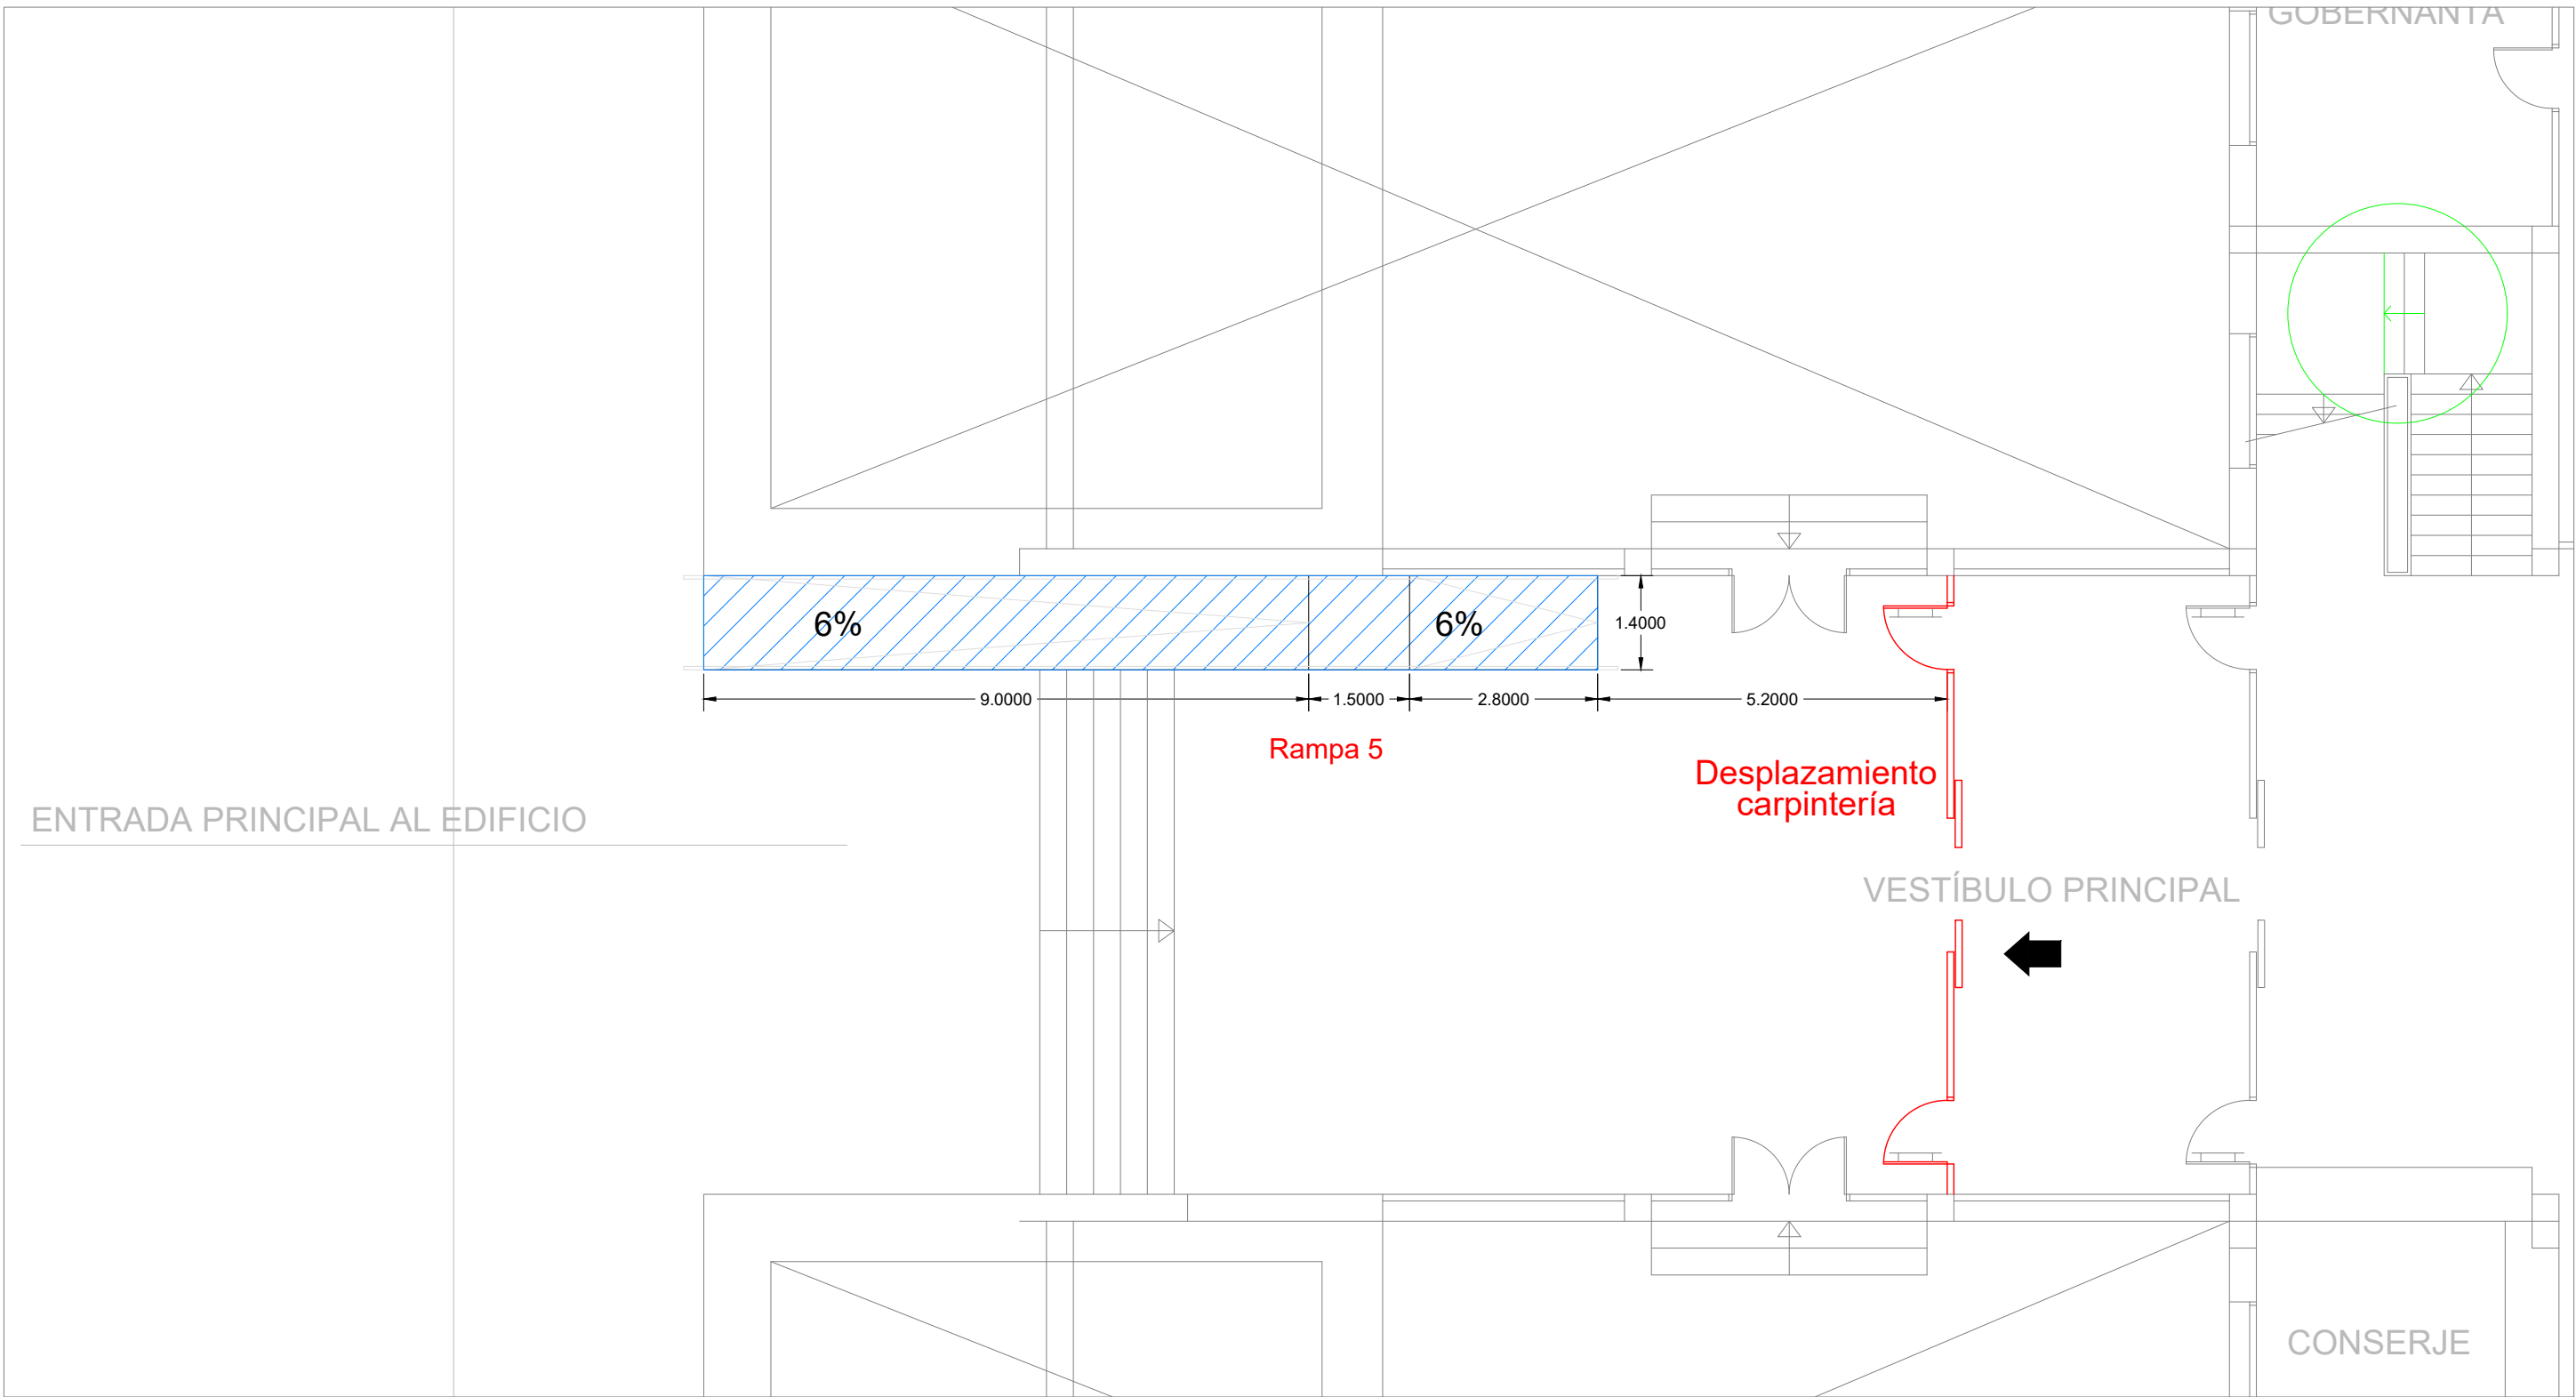 GOBERNANTA
6%
6%
1.4000
9.0000
1.5000
2.8000
5.2000
Rampa 5
Desplazamiento
carpintería
ENTRADA PRINCIPAL AL EDIFICIO
VESTÍBULO PRINCIPAL
CONSERJE